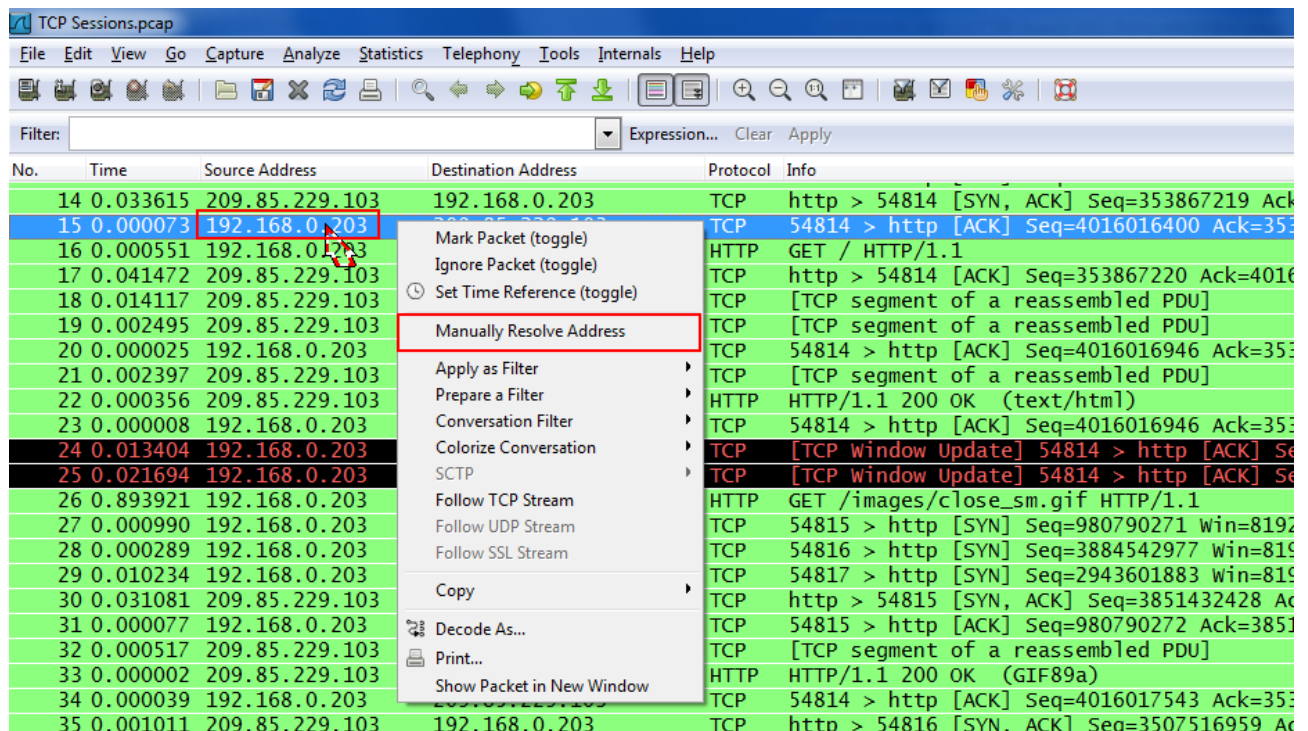 TCP Sessions.pcap
File Edit View Go Capture Analyze Statistics Telephony Tools Internals Help
Filter: Expression... Clear Apply
No. Time Source Address Destination Address Protocol Info
14 0.033615 209.85.229.103 192.168.0.203 TCP http > 54814 [SYN, ACK] Seq=353867219 Ack
15 0.000073 192.168.0.203 209.85.229.103 TCP 54814 > http [ACK] Seq=4016016400 Ack=353
Mark Packet (toggle)
16 0.000551 192.168.0.203 HTTP GET / HTTP/1.1
Ignore Packet (toggle)
17 0.041472 209.85.229.103 TCP http > 54814 [ACK] Seq=353867220 Ack=4016
Set Time Reference (toggle)
18 0.014117 209.85.229.103 TCP [TCP segment of a reassembled PDU]
19 0.002495 209.85.229.103 TCP [TCP segment of a reassembled PDU]
Manually Resolve Address
20 0.000025 192.168.0.203 TCP 54814 > http [ACK] Seq=4016016946 Ack=353
Apply as Filter
21 0.002397 209.85.229.103 TCP [TCP segment of a reassembled PDU]
Prepare a Filter
22 0.000356 209.85.229.103 HTTP HTTP/1.1 200 OK (text/html)
Conversation Filter
23 0.000008 192.168.0.203 TCP 54814 > http [ACK] Seq=4016016946 Ack=353
Colorize Conversation
24 0.013404 192.168.0.203 TCP [TCP Window Update] 54814 > http [ACK] Se
SCTP
25 0.021694 192.168.0.203 TCP [TCP Window Update] 54814 > http [ACK] Se
Follow TCP Stream
26 0.893921 192.168.0.203 HTTP GET /images/close_sm.gif HTTP/1.1
Follow UDP Stream
27 0.000990 192.168.0.203 TCP 54815 > http [SYN] Seq=980790271 Win=8192
Follow SSL Stream
28 0.000289 192.168.0.203 TCP 54816 > http [SYN] Seq=3884542977 Win=819
29 0.010234 192.168.0.203 TCP 54817 > http [SYN] Seq=2943601883 Win=819
Copy
30 0.031081 209.85.229.103 TCP http > 54815 [SYN, ACK] Seq=3851432428 Ac
31 0.000077 192.168.0.203 TCP 54815 > http [ACK] Seq=980790272 Ack=3851
Decode As...
32 0.000517 209.85.229.103 TCP [TCP segment of a reassembled PDU]
Print...
33 0.000002 209.85.229.103 HTTP HTTP/1.1 200 OK (GIF89a)
Show Packet in New Window
34 0.000039 192.168.0.203 209.85.229.103 TCP 54814 > http [ACK] Seq=4016017543 Ack=353
35 0.001011 209.85.229.103 192.168.0.203 TCP http > 54816 [SYN, ACK] Seq=3507516959 Ac